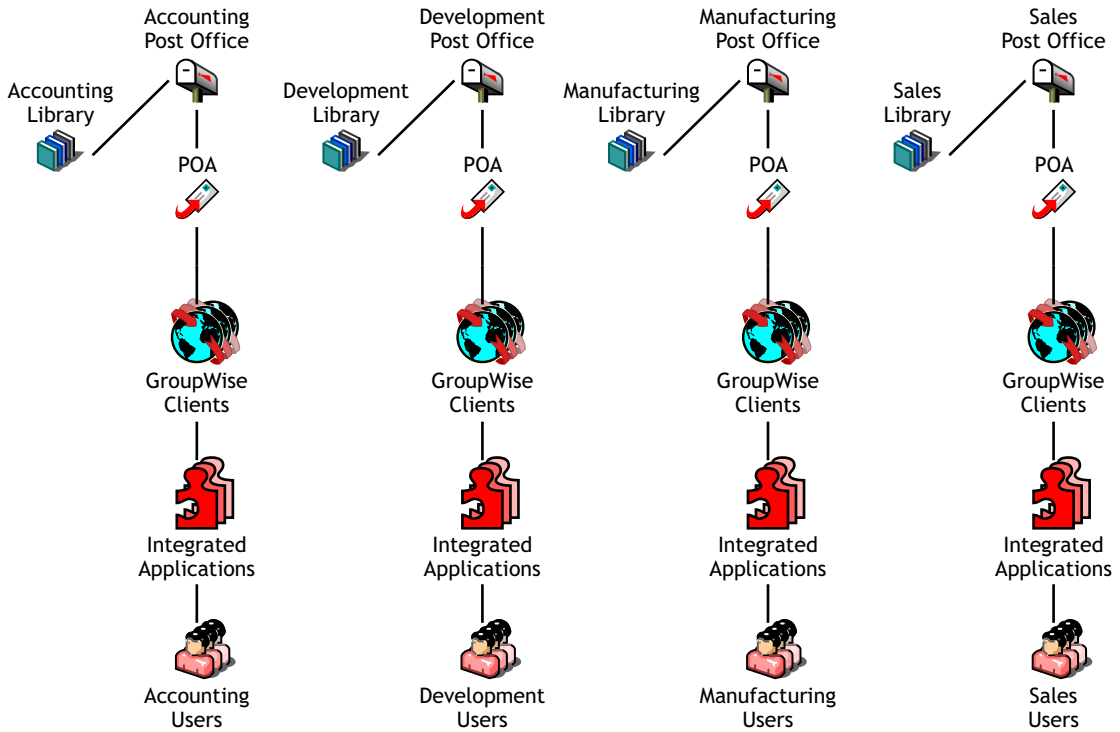 Accounting
Post Office
Development
Post Office
Manufacturing
Post Office
Sales
Post Office
Accounting
Library
Development
Library
Manufacturing
Library
Sales
Library
POA
POA
POA
POA
GroupWise
Clients
GroupWise
Clients
GroupWise
Clients
GroupWise
Clients
Integrated
Applications
Integrated
Applications
Integrated
Applications
Integrated
Applications
Accounting
Users
Development
Users
Manufacturing
Users
Sales
Users